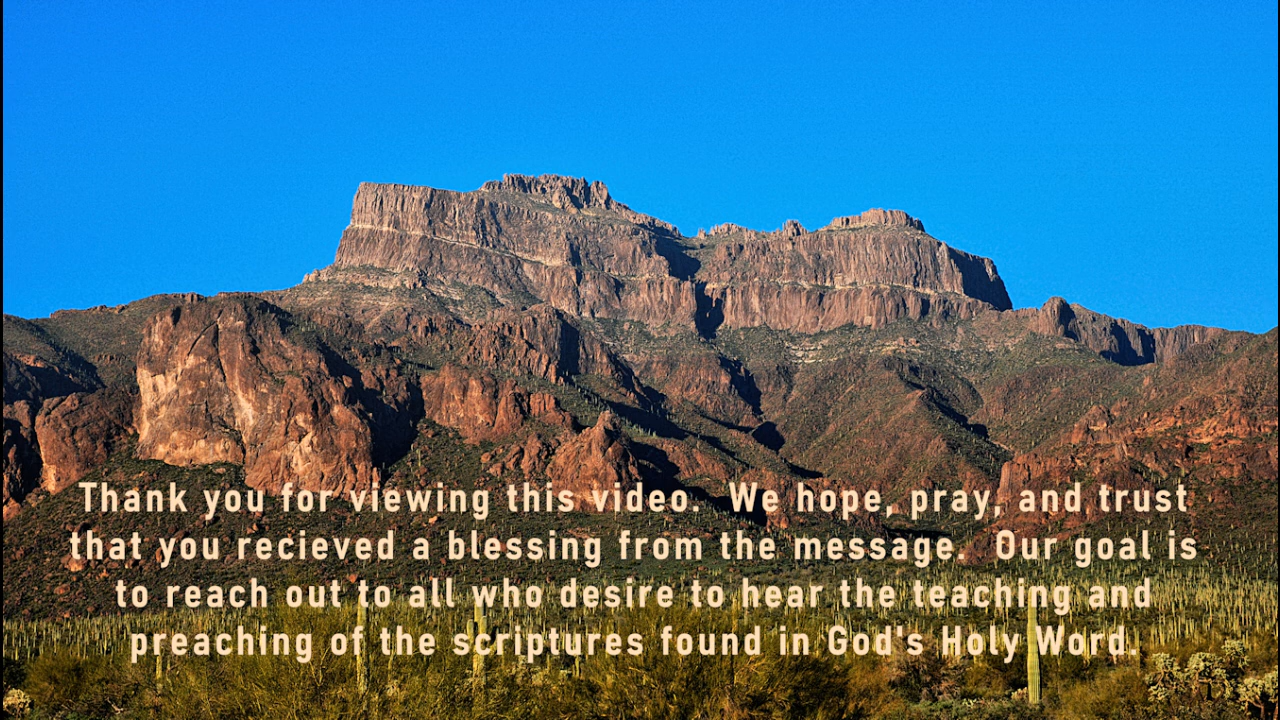 Thank you for viewing this video.  We hope, pray, and trust
that you recieved a blessing from the message.  Our goal is
to reach out to all who desire to hear the teaching and
preaching of the scriptures found in God's Holy Word.